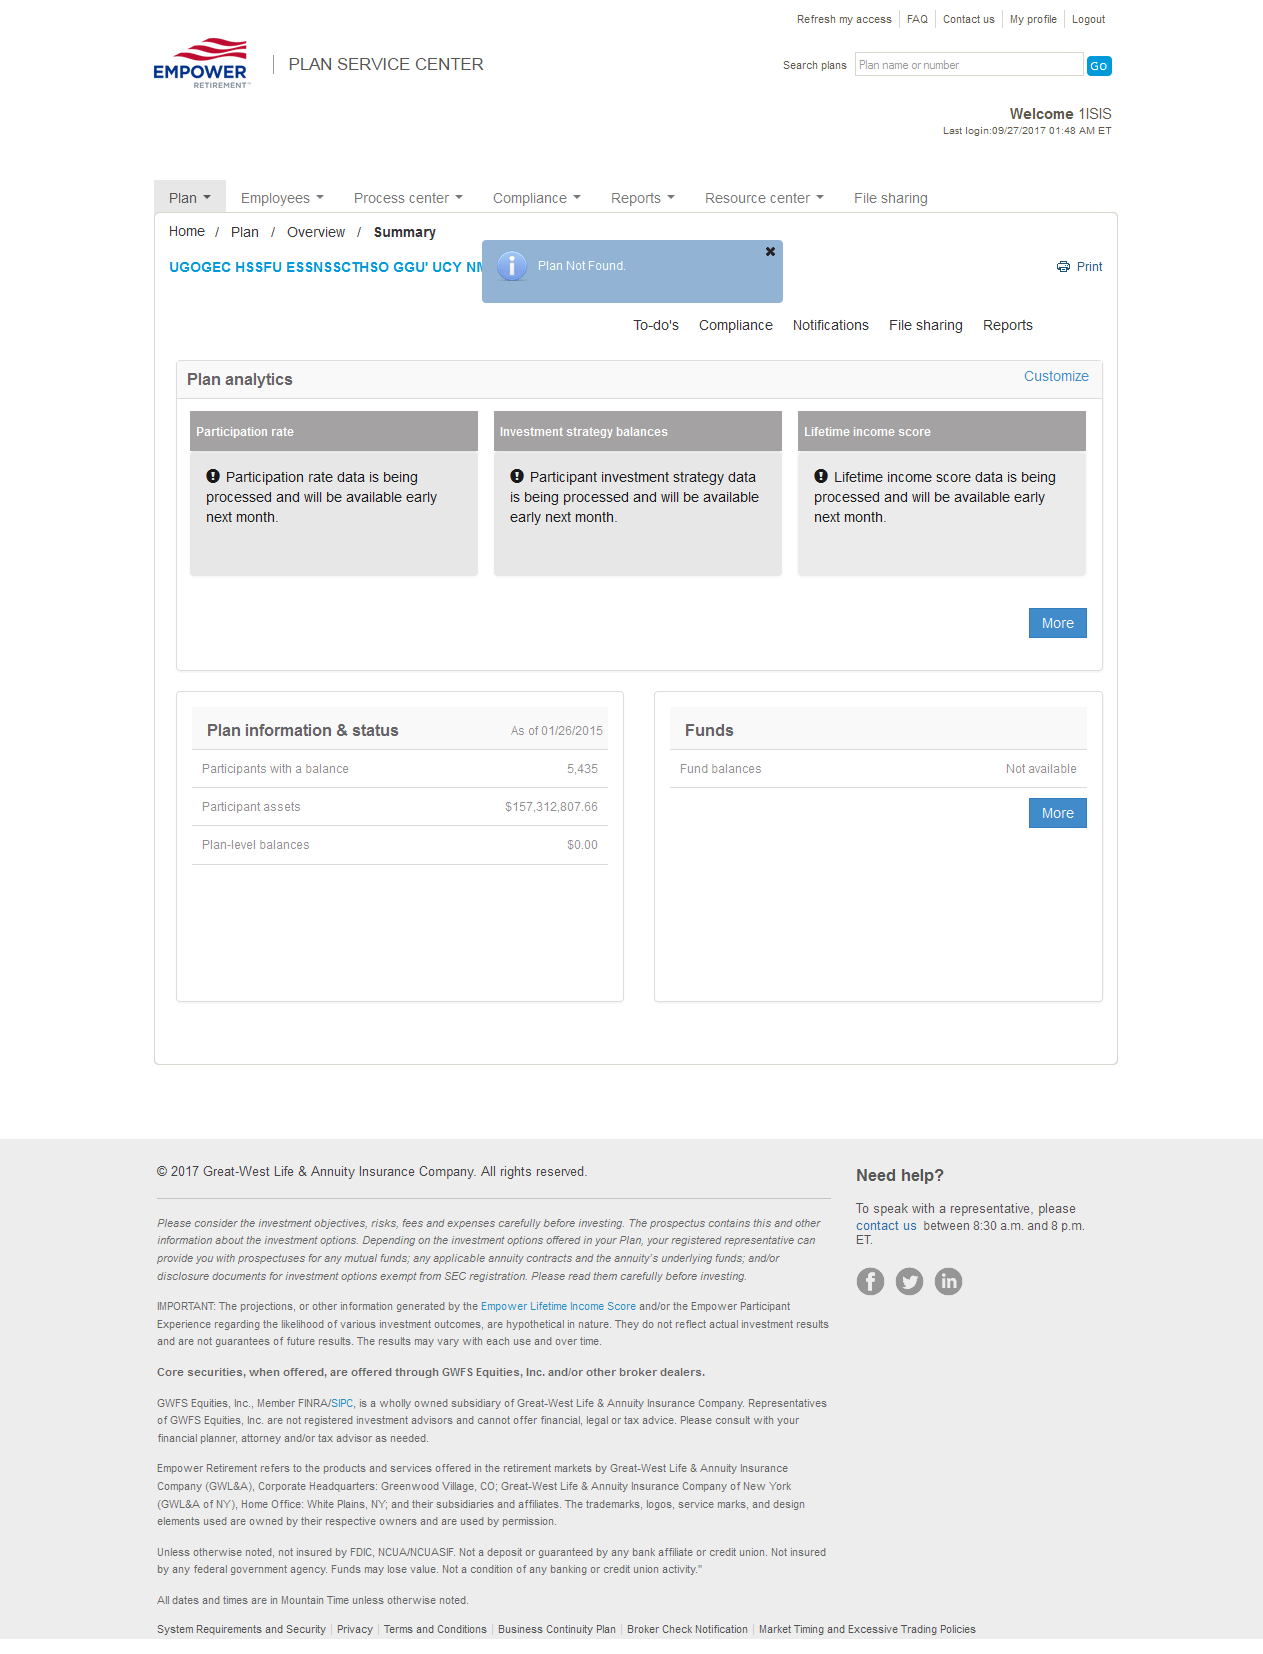 Refresh my access FAQ Contact us My profile Logout
EMPOWER RETIREMENT™ PLAN SERVICE CENTER
Search plans Plan name or number Go
Welcome 1ISIS
Last login:09/27/2017 01:48 AM ET
Plan Employees Process center Compliance Reports Resource center File sharing
Home / Plan / Overview / Summary
UGOGEC HSSFU ESSNSSCTHSO GGU' UCY
Plan Not Found.
Print
To-do's Compliance Notifications File sharing Reports
Plan analytics Customize
Participation rate
Participation rate data is being
processed and will be available early
next month.
Investment strategy balances
Participant investment strategy data
is being processed and will be available
early next month.
Lifetime income score
Lifetime income score data is being
processed and will be available early
next month.
More
Plan information & status As of 01/26/2015
Participants with a balance 5,435
Participant assets $157,312,807.66
Plan-level balances $0.00
Funds
Fund balances Not available
More
© 2017 Great-West Life & Annuity Insurance Company. All rights reserved.
Please consider the investment objectives, risks, fees and expenses carefully before investing. The prospectus contains this and other
information about the investment options. Depending on the investment options offered in your Plan, your registered representative can
provide you with prospectuses for any mutual funds; any applicable annuity contracts and the annuity's underlying funds; and/or
disclosure documents for investment options exempt from SEC registration. Please read them carefully before investing.
IMPORTANT: The projections, or other information generated by the Empower Lifetime Income Score and/or the Empower Participant
Experience regarding the likelihood of various investment outcomes, are hypothetical in nature. They do not reflect actual investment results
and are not guarantees of future results. The results may vary with each use and over time.
Core securities, when offered, are offered through GWFS Equities, Inc. and/or other broker dealers.
GWFS Equities, Inc., Member FINRA/SIPC, is a wholly owned subsidiary of Great-West Life & Annuity Insurance Company. Representatives
of GWFS Equities, Inc. are not registered investment advisors and cannot offer financial, legal or tax advice. Please consult with your
financial planner, attorney and/or tax advisor as needed.
Empower Retirement refers to the products and services offered in the retirement markets by Great-West Life & Annuity Insurance
Company (GWL&A), Corporate Headquarters: Greenwood Village, CO; Great-West Life & Annuity Insurance Company of New York
(GWL&A of NY), Home Office: White Plains, NY; and their subsidiaries and affiliates. The trademarks, logos, service marks, and design
elements used are owned by their respective owners and are used by permission.
Unless otherwise noted, not insured by FDIC, NCUA/NCUASIF. Not a deposit or guaranteed by any bank affiliate or credit union. Not insured
by any federal government agency. Funds may lose value. Not a condition of any banking or credit union activity."
All dates and times are in Mountain Time unless otherwise noted.
System Requirements and Security | Privacy | Terms and Conditions | Business Continuity Plan | Broker Check Notification | Market Timing and Excessive Trading Policies
Need help?
To speak with a representative, please
contact us between 8:30 a.m. and 8 p.m.
ET.